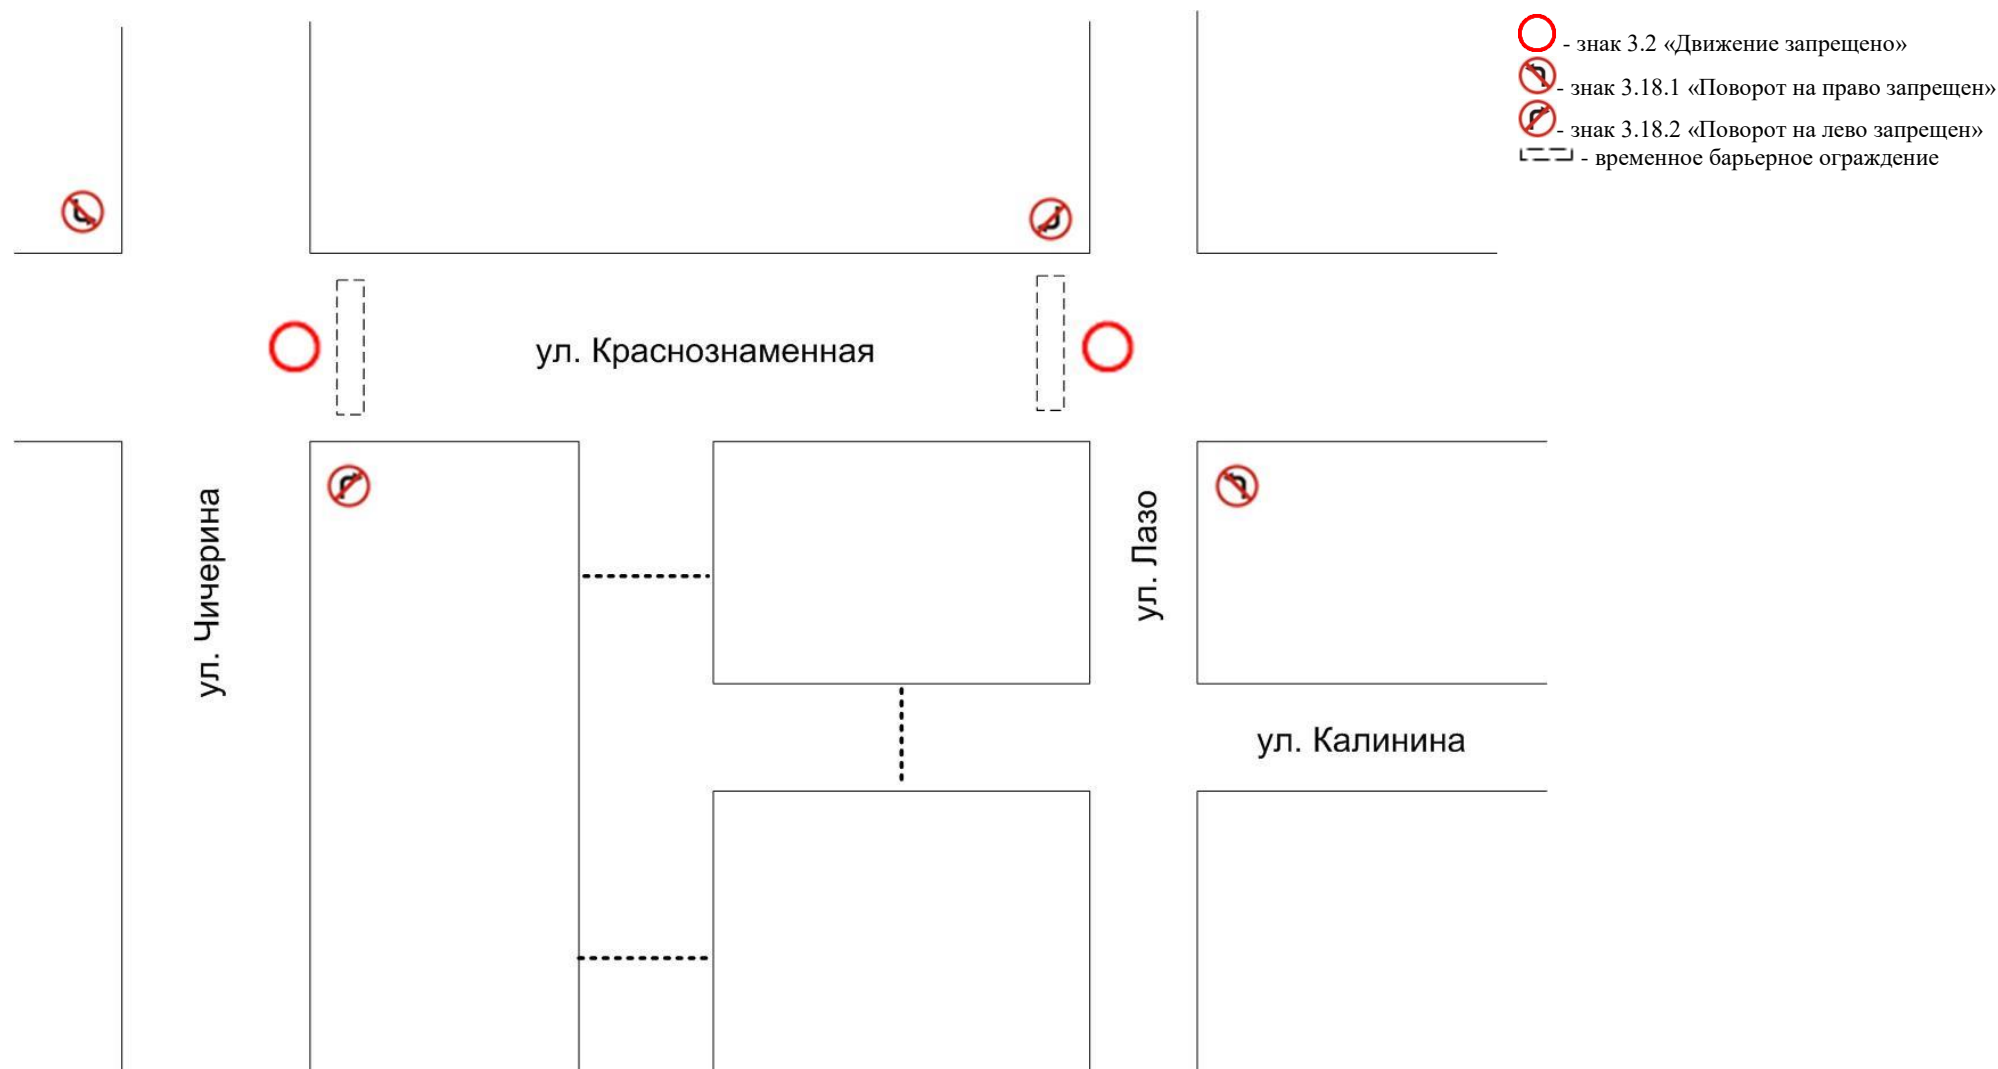 - знак 3.2 «Движение запрещено»
- знак 3.18.1 «Поворот на право запрещен»
- знак 3.18.2 «Поворот на лево запрещен»
- временное барьерное ограждение
ул. Краснознаменная
ул. Чичерина
ул. Лазо
ул. Калинина